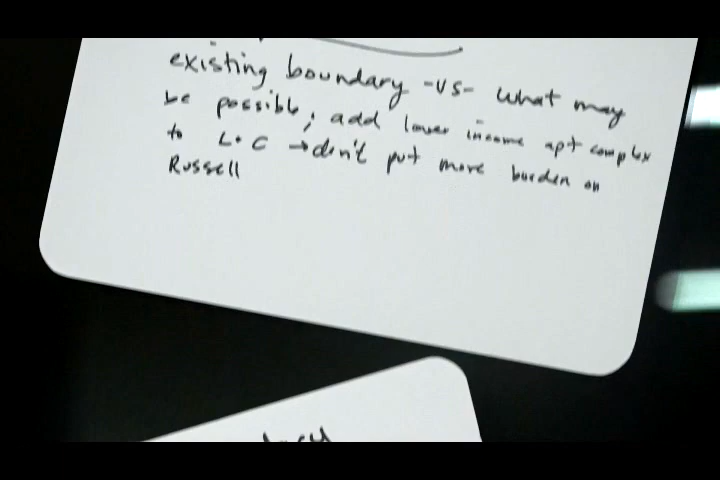 existing boundary -vs- what may
be possible; add lower income apt complex
to L.C → don't put more burden on
Russell